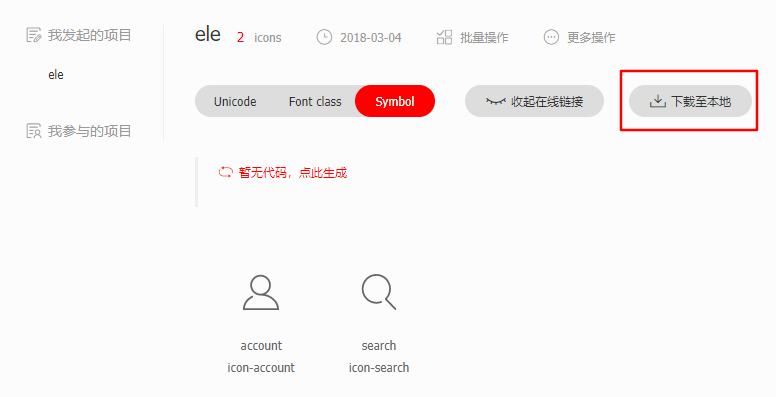 我发起的项目
ele
我参与的项目
ele 2 icons 2018-03-04 批量操作 更多操作
Unicode Font class Symbol 收起在线链接 下载至本地
暂无代码，点此生成
account search
icon-account icon-search